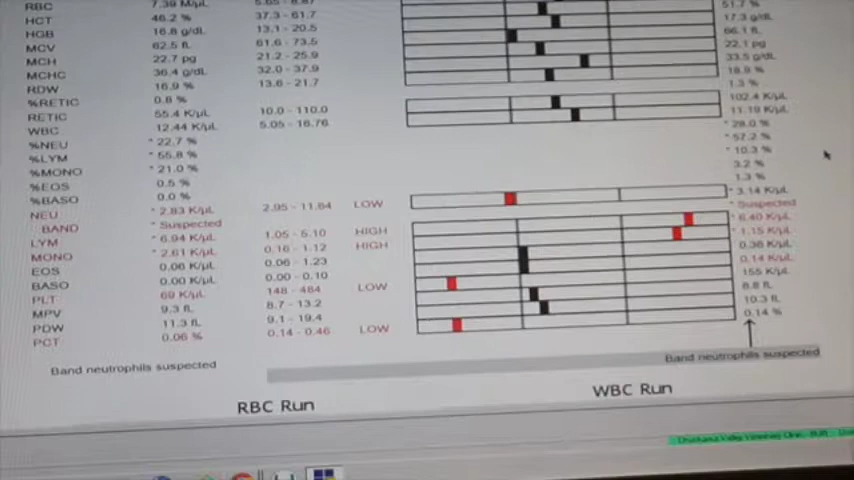 RBC 7.39 M/µL 5.65 - 8.87 51.7 %
HCT 46.2 % 37.3 - 61.7 17.3 g/dL
HGB 16.8 g/dL 13.1 - 20.5 66.1 fL
MCV 62.5 fL 61.6 - 73.5 22.1 pg
MCH 22.7 pg 21.2 - 25.9 33.5 g/dL
MCHC 36.4 g/dL 32.0 - 37.9 18.9 %
RDW 16.9 % 13.6 - 21.7 1.3 %
%RETIC 0.8 % 102.4 K/µL
RETIC 55.4 K/µL 10.0 - 110.0 11.19 K/µL
WBC 12.44 K/µL 5.05 - 16.76 * 28.0 %
%NEU * 22.7 % * 57.2 %
%LYM * 55.8 % * 10.3 %
%MONO * 21.0 % 3.2 %
%EOS 0.5 % 1.3 %
%BASO 0.0 % * 3.14 K/µL
NEU * 2.83 K/µL 2.95 - 11.64 LOW * Suspected
BAND * Suspected * 6.40 K/µL
LYM * 6.94 K/µL 1.05 - 5.10 HIGH * 1.15 K/µL
MONO * 2.61 K/µL 0.16 - 1.12 HIGH 0.36 K/µL
EOS 0.06 K/µL 0.06 - 1.23 0.14 K/µL
BASO 0.00 K/µL 0.00 - 0.10 155 K/µL
PLT 69 K/µL 148 - 484 LOW 8.8 fL
MPV 9.3 fL 8.7 - 13.2 10.3 fL
PDW 11.3 fL 9.1 - 19.4 0.14 %
PCT 0.06 % 0.14 - 0.46 LOW
Band neutrophils suspected Band neutrophils suspected
RBC Run WBC Run